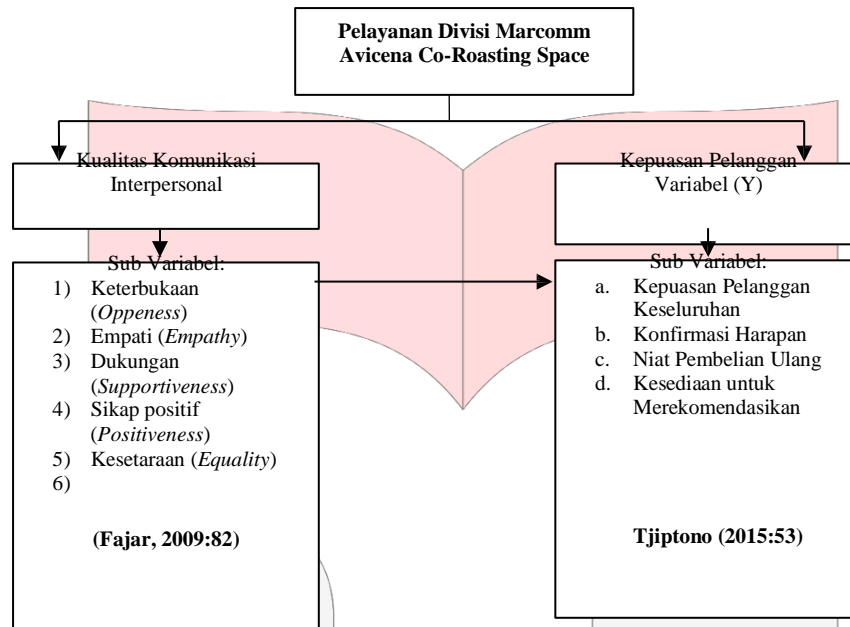 Pelayanan Divisi Marcomm
Avicena Co-Roasting Space
Kualitas Komunikasi
Interpersonal
Kepuasan Pelanggan
Variabel (Y)
Sub Variabel:
1) Keterbukaan
(Oppeness)
2) Empati (Empathy)
3) Dukungan
(Supportiveness)
4) Sikap positif
(Positiveness)
5) Kesetaraan (Equality)
6)
(Fajar, 2009:82)
Sub Variabel:
a. Kepuasan Pelanggan
Keseluruhan
b. Konfirmasi Harapan
c. Niat Pembelian Ulang
d. Kesediaan untuk
Merekomendasikan
Tjiptono (2015:53)